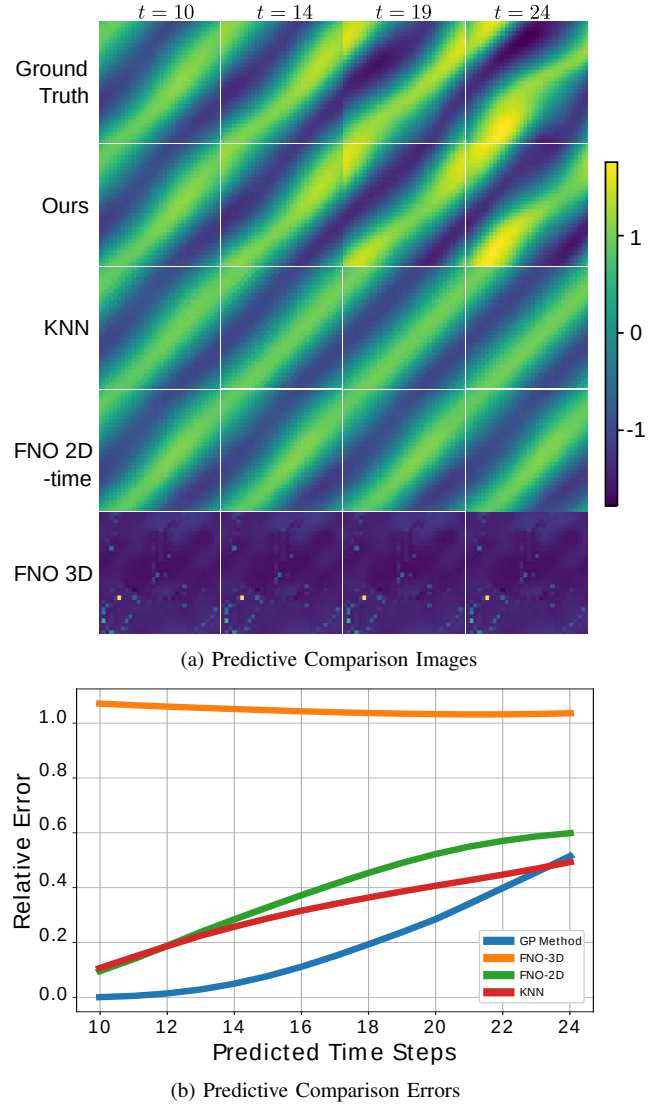 t = 10 t = 14 t = 19 t = 24
Ground
Truth
Ours
KNN
FNO 2D
-time
FNO 3D
1
0
-1
(a) Predictive Comparison Images
Relative Error
1.0
0.8
0.6
0.4
0.2
0.0
GP Method
FNO-3D
FNO-2D
KNN
10 12 14 16 18 20 22 24
Predicted Time Steps
(b) Predictive Comparison Errors